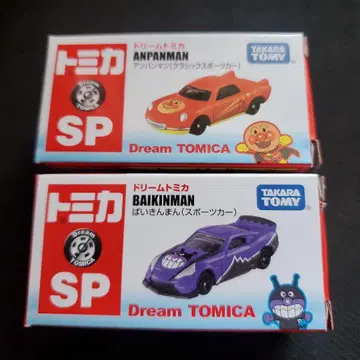 トミカ
SP
ドリームトミカ
ANPANMAN
アンパンマン(クラシックスポーツカー)
TAKARA
TOMY
Dream TOMICA
トミカ
Dream
TOMICA
SP
ドリームトミカ
BAIKINMAN
ばいきんまん(スポーツカー)
TAKARA
TOMY
Dream TOMICA